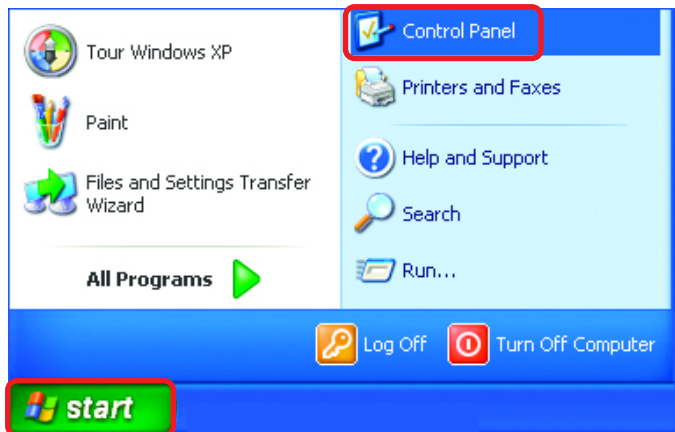 Tour Windows XP
Paint
Files and Settings Transfer
Wizard
All Programs
Control Panel
Printers and Faxes
Help and Support
Search
Run...
Log Off
Turn Off Computer
start